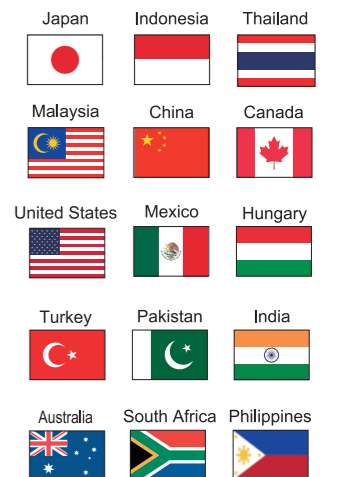 Japan Indonesia Thailand
Malaysia China Canada
United States Mexico Hungary
Turkey Pakistan India
Australia South Africa Philippines